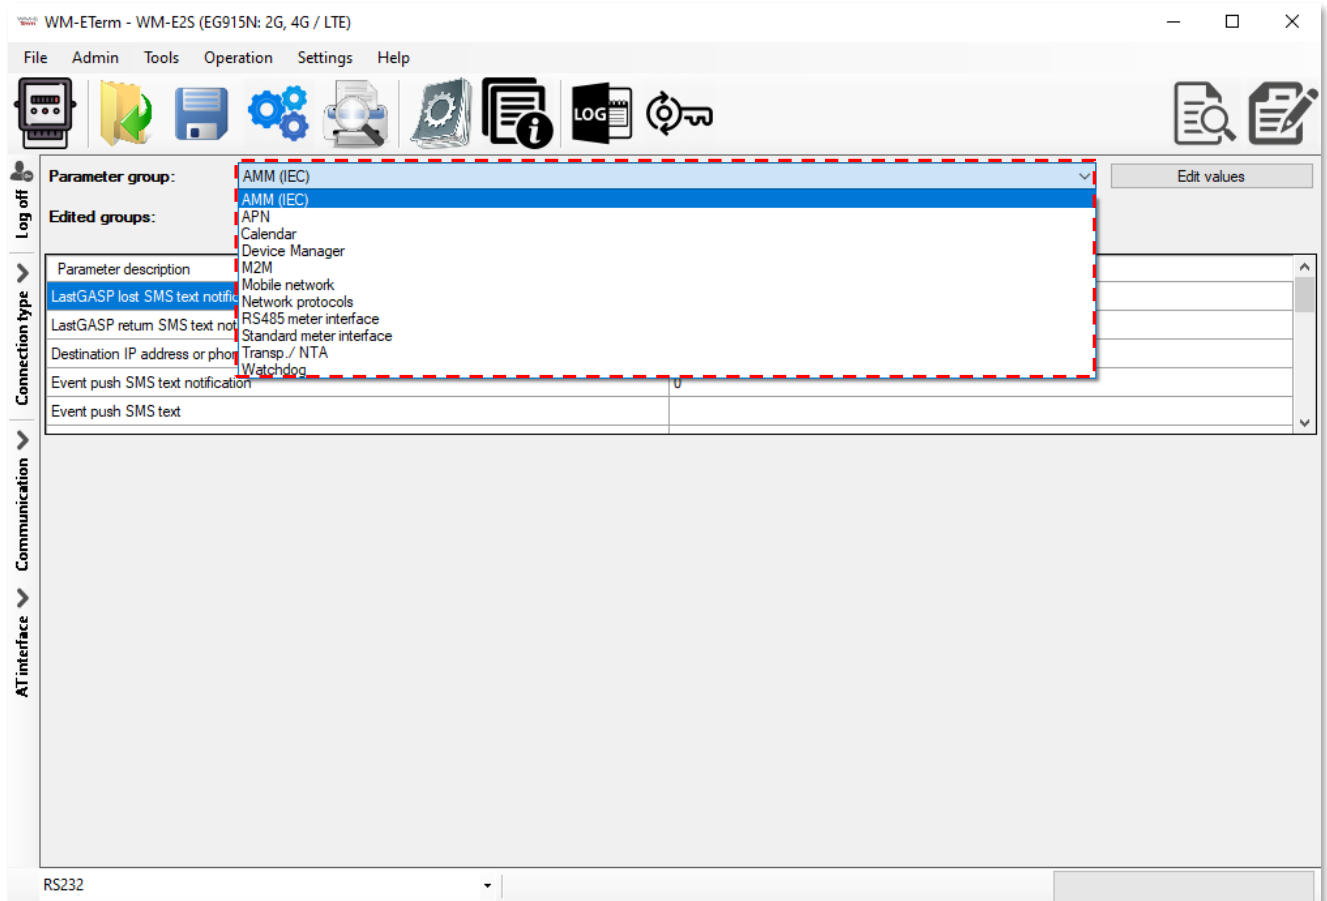 WM-ETerm - WM-E2S (EG915N: 2G, 4G / LTE)
File Admin Tools Operation Settings Help
LOG
Log off
Connection type
Communication
AT interface
Parameter group:
AMM (IEC)
Edit values
Edited groups:
AMM (IEC)
APN
Calendar
Device Manager
M2M
Mobile network
Network protocols
RS485 meter interface
Standard meter interface
Transp./ NTA
Watchdog
Parameter description
LastGASP lost SMS text notific
LastGASP return SMS text not
Destination IP address or phor
Event push SMS text notification 0
Event push SMS text
RS232